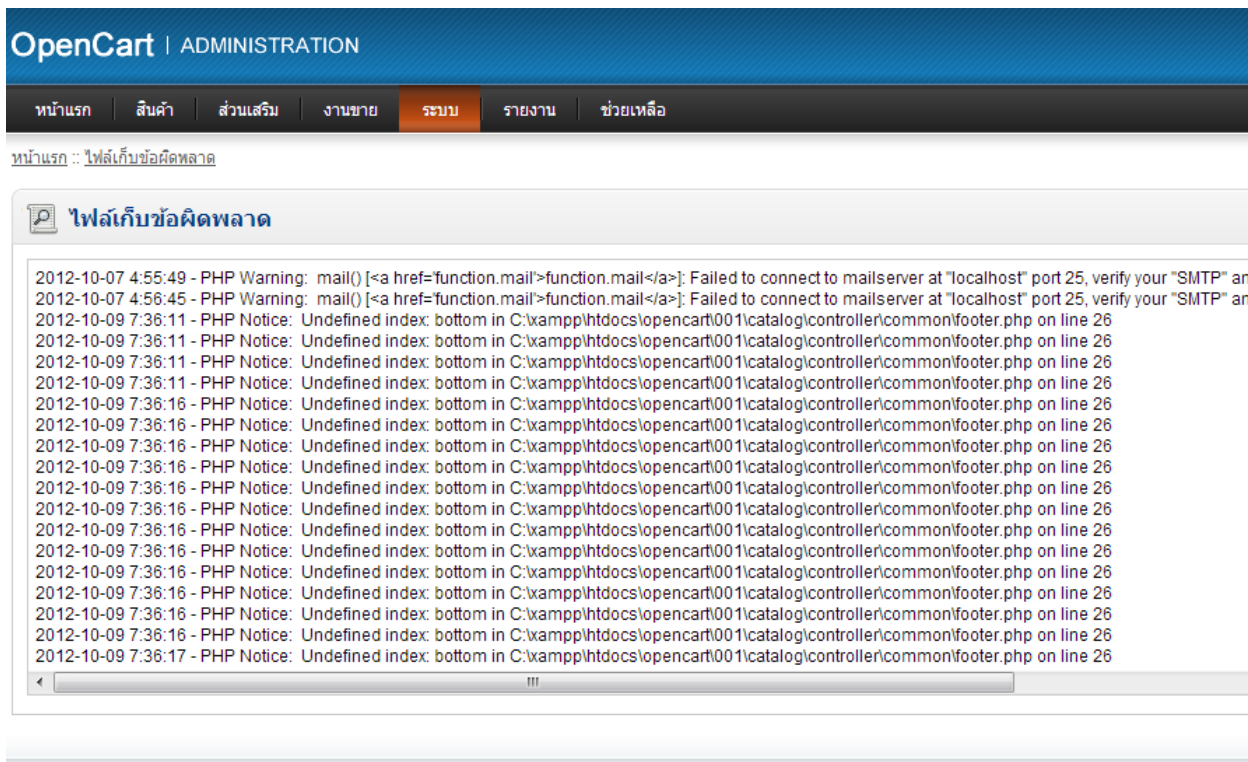 OpenCart | ADMINISTRATION
หน้าแรก สินค้า ส่วนเสริม งานขาย ระบบ รายงาน ช่วยเหลือ
หน้าแรก :: ไฟล์เก็บข้อผิดพลาด
ไฟล์เก็บข้อผิดพลาด
2012-10-07 4:55:49 - PHP Warning:  mail() [<a href='function.mail'>function.mail</a>]: Failed to connect to mailserver at "localhost" port 25, verify your "SMTP" an
2012-10-07 4:56:45 - PHP Warning:  mail() [<a href='function.mail'>function.mail</a>]: Failed to connect to mailserver at "localhost" port 25, verify your "SMTP" an
2012-10-09 7:36:11 - PHP Notice:  Undefined index: bottom in C:\xampp\htdocs\opencart\001\catalog\controller\common\footer.php on line 26
2012-10-09 7:36:11 - PHP Notice:  Undefined index: bottom in C:\xampp\htdocs\opencart\001\catalog\controller\common\footer.php on line 26
2012-10-09 7:36:11 - PHP Notice:  Undefined index: bottom in C:\xampp\htdocs\opencart\001\catalog\controller\common\footer.php on line 26
2012-10-09 7:36:11 - PHP Notice:  Undefined index: bottom in C:\xampp\htdocs\opencart\001\catalog\controller\common\footer.php on line 26
2012-10-09 7:36:16 - PHP Notice:  Undefined index: bottom in C:\xampp\htdocs\opencart\001\catalog\controller\common\footer.php on line 26
2012-10-09 7:36:16 - PHP Notice:  Undefined index: bottom in C:\xampp\htdocs\opencart\001\catalog\controller\common\footer.php on line 26
2012-10-09 7:36:16 - PHP Notice:  Undefined index: bottom in C:\xampp\htdocs\opencart\001\catalog\controller\common\footer.php on line 26
2012-10-09 7:36:16 - PHP Notice:  Undefined index: bottom in C:\xampp\htdocs\opencart\001\catalog\controller\common\footer.php on line 26
2012-10-09 7:36:16 - PHP Notice:  Undefined index: bottom in C:\xampp\htdocs\opencart\001\catalog\controller\common\footer.php on line 26
2012-10-09 7:36:16 - PHP Notice:  Undefined index: bottom in C:\xampp\htdocs\opencart\001\catalog\controller\common\footer.php on line 26
2012-10-09 7:36:16 - PHP Notice:  Undefined index: bottom in C:\xampp\htdocs\opencart\001\catalog\controller\common\footer.php on line 26
2012-10-09 7:36:16 - PHP Notice:  Undefined index: bottom in C:\xampp\htdocs\opencart\001\catalog\controller\common\footer.php on line 26
2012-10-09 7:36:16 - PHP Notice:  Undefined index: bottom in C:\xampp\htdocs\opencart\001\catalog\controller\common\footer.php on line 26
2012-10-09 7:36:16 - PHP Notice:  Undefined index: bottom in C:\xampp\htdocs\opencart\001\catalog\controller\common\footer.php on line 26
2012-10-09 7:36:16 - PHP Notice:  Undefined index: bottom in C:\xampp\htdocs\opencart\001\catalog\controller\common\footer.php on line 26
2012-10-09 7:36:16 - PHP Notice:  Undefined index: bottom in C:\xampp\htdocs\opencart\001\catalog\controller\common\footer.php on line 26
2012-10-09 7:36:17 - PHP Notice:  Undefined index: bottom in C:\xampp\htdocs\opencart\001\catalog\controller\common\footer.php on line 26